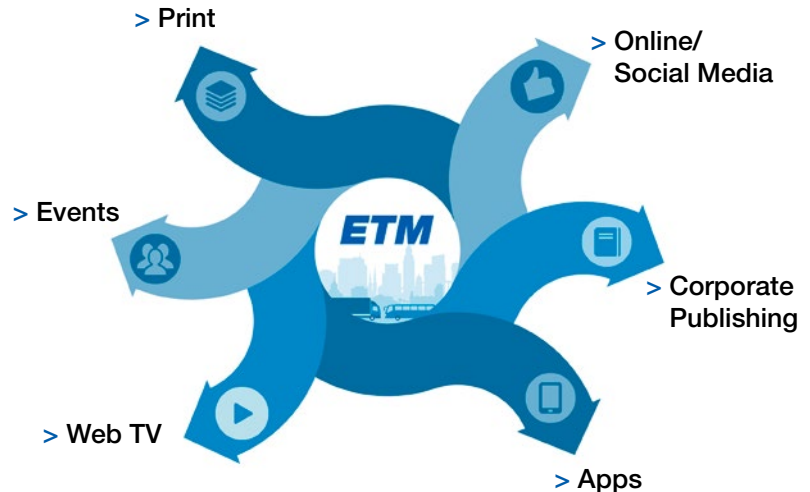 > Print
> Online/
Social Media
> Events
ETM
> Corporate
Publishing
> Web TV
> Apps